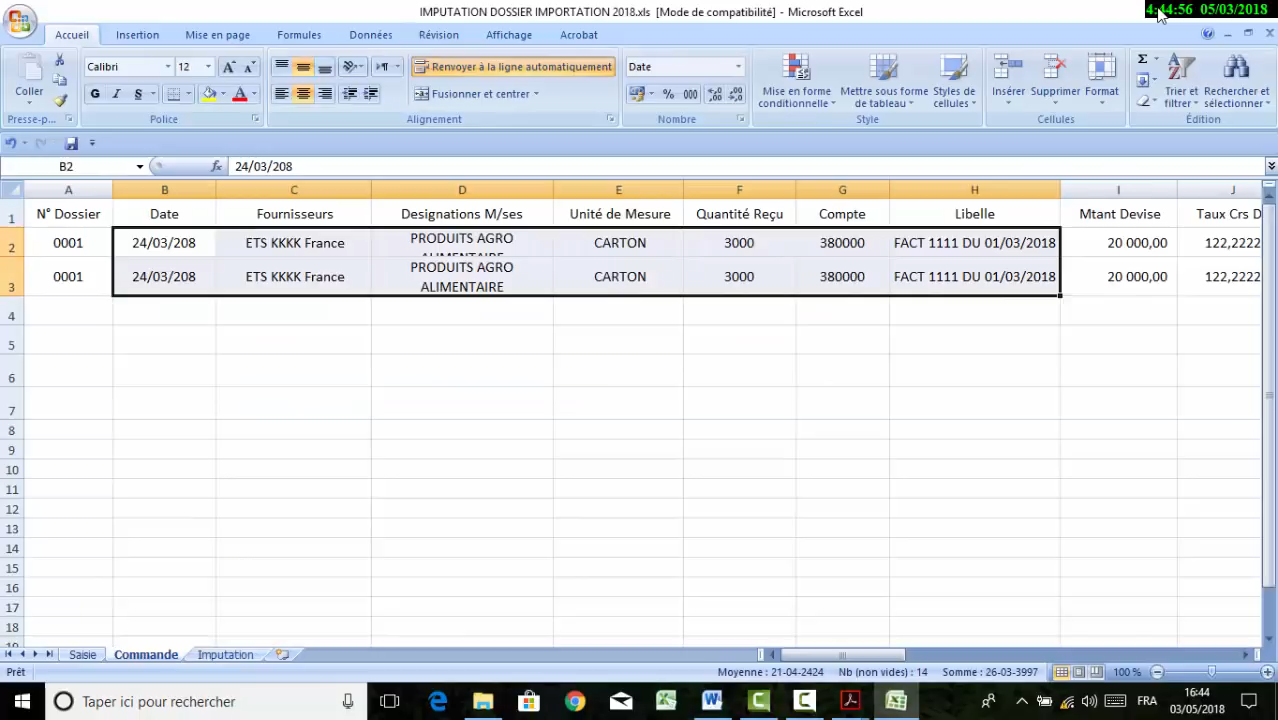 IMPUTATION DOSSIER IMPORTATION 2018.xls [Mode de compatibilité] - Microsoft Excel
4:44:56 05/03/2018
Accueil Insertion Mise en page Formules Données Révision Affichage Acrobat
Calibri 12 Renvoyer à la ligne automatiquement Date
Coller G I S Fusionner et centrer % 000 Mise en forme conditionnelle Mettre sous forme de tableau Styles de cellules Insérer Supprimer Format Trier et filtrer Rechercher et sélectionner
Presse-p... Police Alignement Nombre Style Cellules Édition
B2 fx 24/03/208
A B C D E F G H I J
1 N° Dossier Date Fournisseurs Designations M/ses Unité de Mesure Quantité Reçu Compte Libelle Mtant Devise Taux Crs D
2 0001 24/03/208 ETS KKKK France PRODUITS AGRO ALIMENTAIRE CARTON 3000 380000 FACT 1111 DU 01/03/2018 20 000,00 122,2222
3 0001 24/03/208 ETS KKKK France PRODUITS AGRO ALIMENTAIRE CARTON 3000 380000 FACT 1111 DU 01/03/2018 20 000,00 122,2222
4
5
6
7
8
9
10
11
12
13
14
15
16
17
18
19
Saisie Commande Imputation
Prêt Moyenne : 21-04-2424 Nb (non vides) : 14 Somme : 26-03-3997 100 %
Taper ici pour rechercher FRA 16:44
03/05/2018